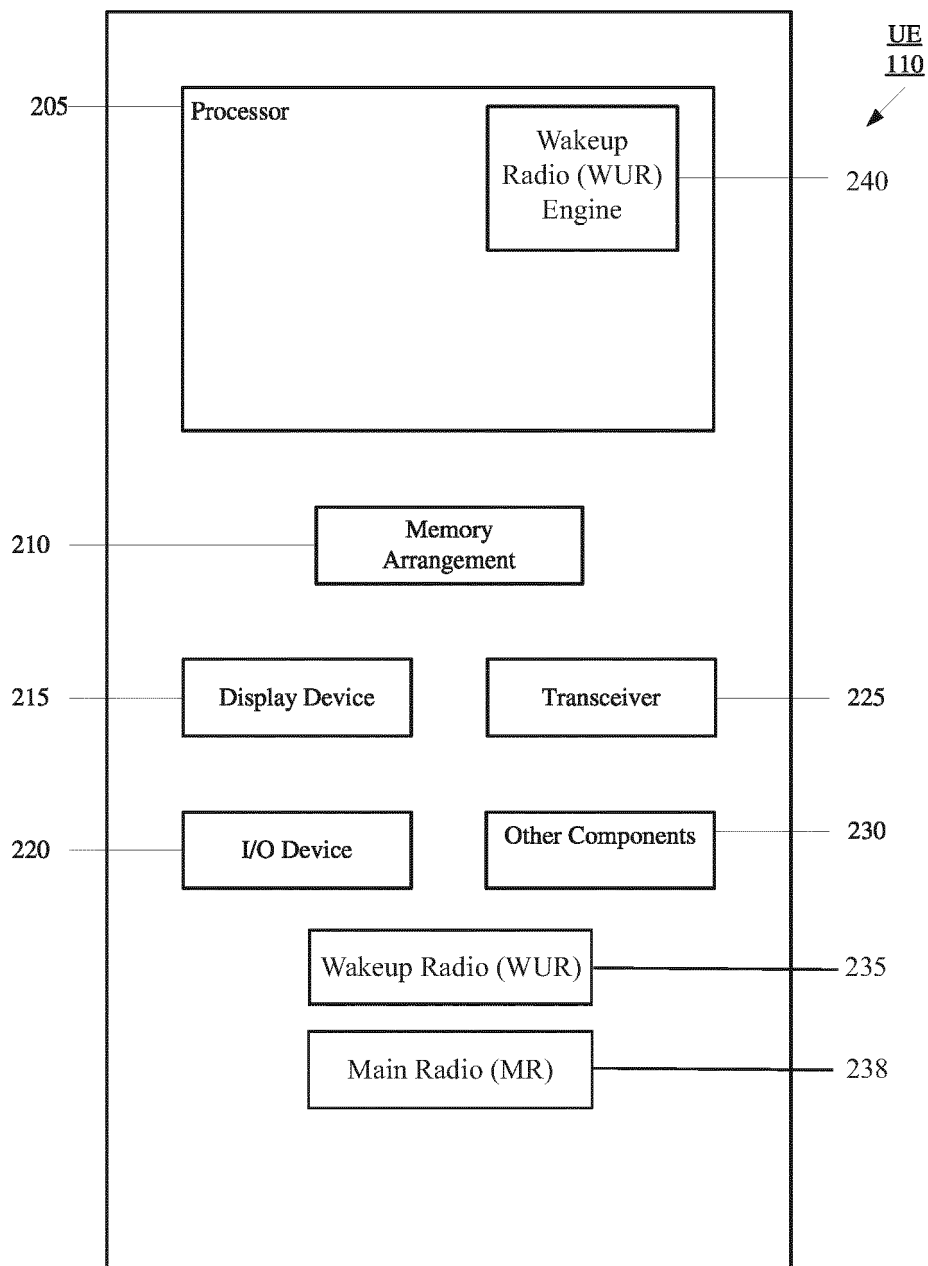 UE
110
205
Processor
Wakeup
Radio (WUR)
Engine
240
210
Memory
Arrangement
215
Display Device
Transceiver
225
220
I/O Device
Other Components
230
Wakeup Radio (WUR)
235
Main Radio (MR)
238